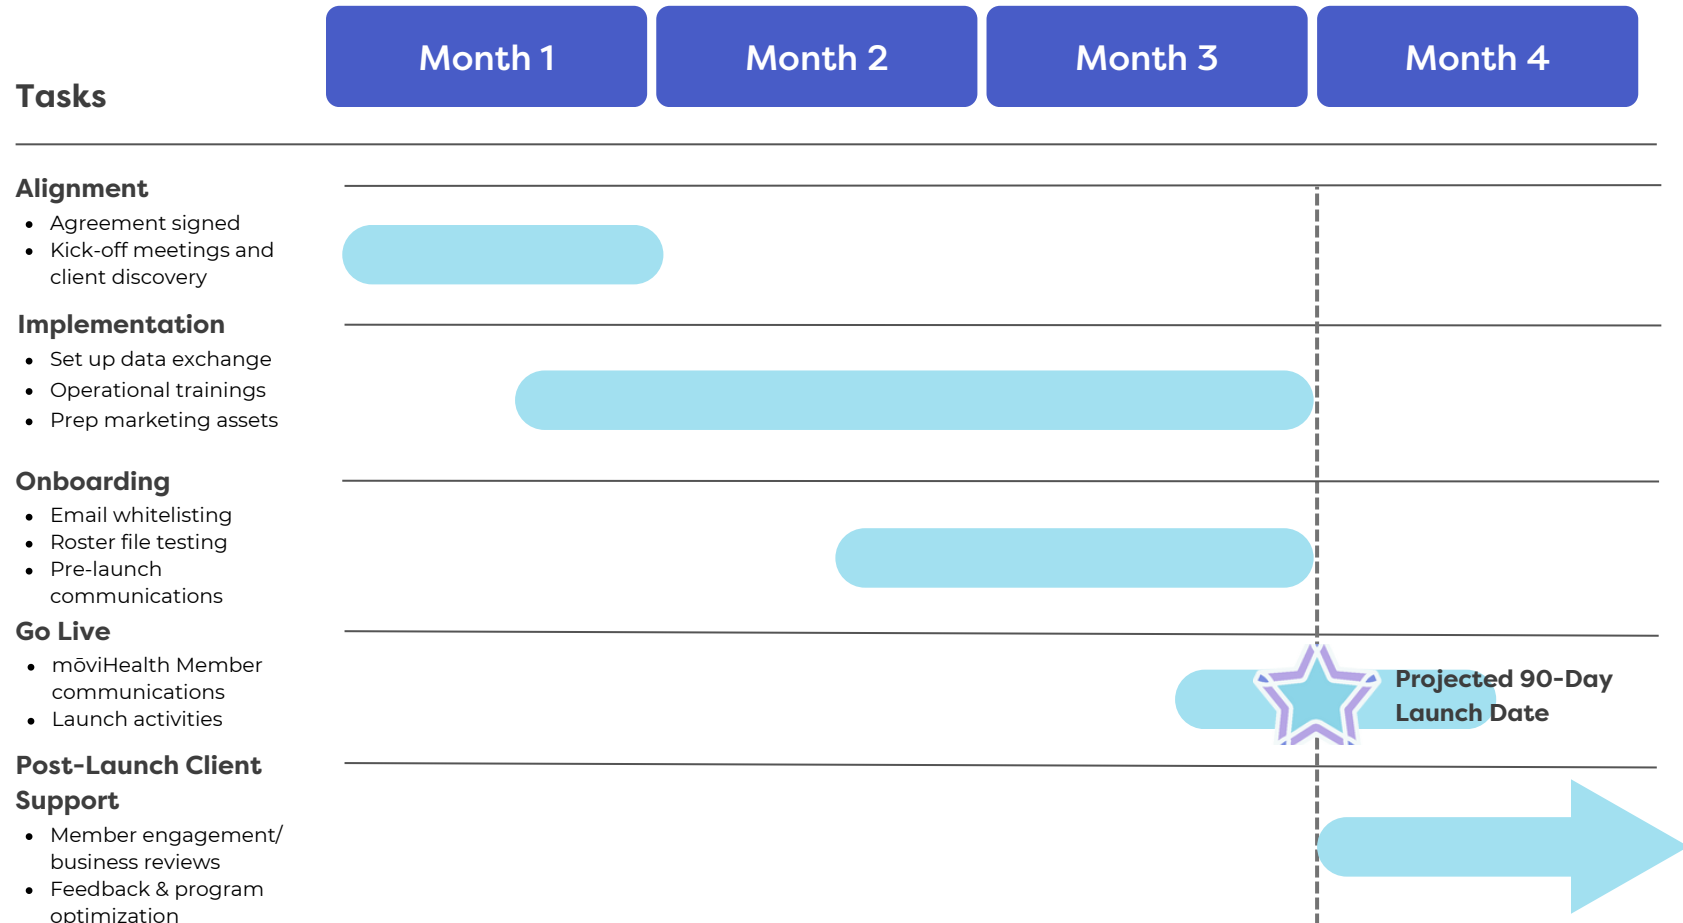 Month 1
Month 2
Month 3
Month 4
Tasks
Alignment
• Agreement signed
• Kick-off meetings and
client discovery
Implementation
• Set up data exchange
• Operational trainings
• Prep marketing assets
Onboarding
• Email whitelisting
• Roster file testing
• Pre-launch
communications
Go Live
• mōviHealth Member
communications
• Launch activities
Projected 90-Day
Launch Date
Post-Launch Client
Support
• Member engagement/
business reviews
• Feedback & program
optimization